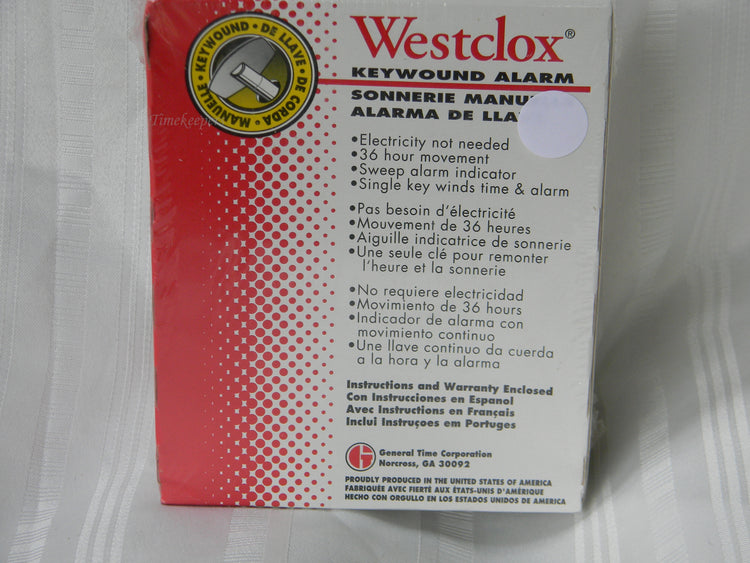 KEYWOUND • DE LLAVE • DE CORDA • MANUELLE •
Westclox®
KEYWOUND ALARM
SONNERIE
ALARMA DE
Timekeeper
•Electricity not needed
•36 hour movement
•Sweep alarm indicator
•Single key winds time & alarm
•Pas besoin d'électricité
•Mouvement de 36 heures
•Aiguille indicatrice de sonnerie
•Une seule clé pour remonter
l'heure et la sonnerie
•No requiere electricidad
•Movimiento de 36 hours
•Indicador de alarma con
movimiento continuo
•Une llave continuo da cuerda
a la hora y la alarma
Instructions and Warranty Enclosed
Con Instrucciones en Espanol
Avec Instructions en Français
Inclui Instruçoes em Portuges
General Time Corporation
Norcross, GA 30092
PROUDLY PRODUCED IN THE UNITED STATES OF AMERICA
FABRIQUÉE AVEC FIERTÉ AUX ÉTATS-UNIS D'AMÉRIQUE
HECHO CON ORGULLO EN LOS ESTADOS UNIDOS DE AMERICA